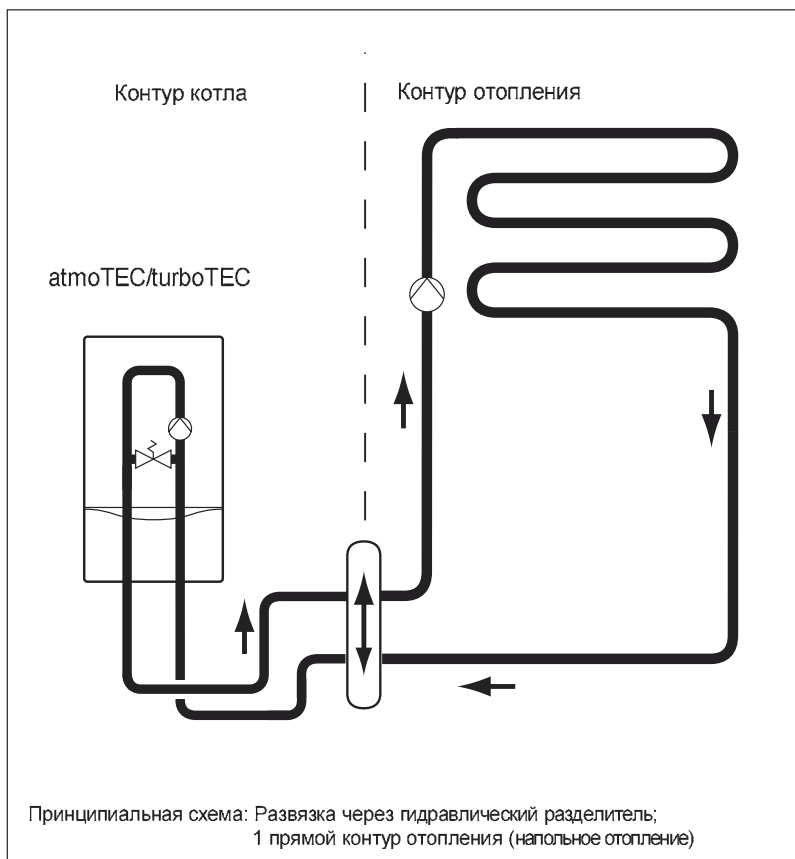 Контур котла
Контур отопления
atmoTEC/turboTEC
Принципиальная схема: Развязка через гидравлический разделитель;
1 прямой контур отопления (напольное отопление)